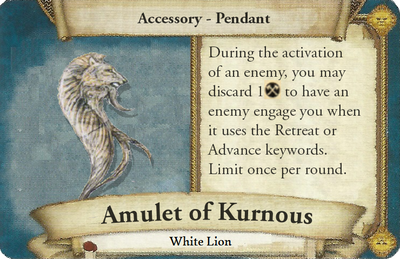 Accessory - Pendant
During the activation
of an enemy, you may
discard 1 to have an
enemy engage you when
it uses the Retreat or
Advance keywords.
Limit once per round.
Amulet of Kurnous
White Lion